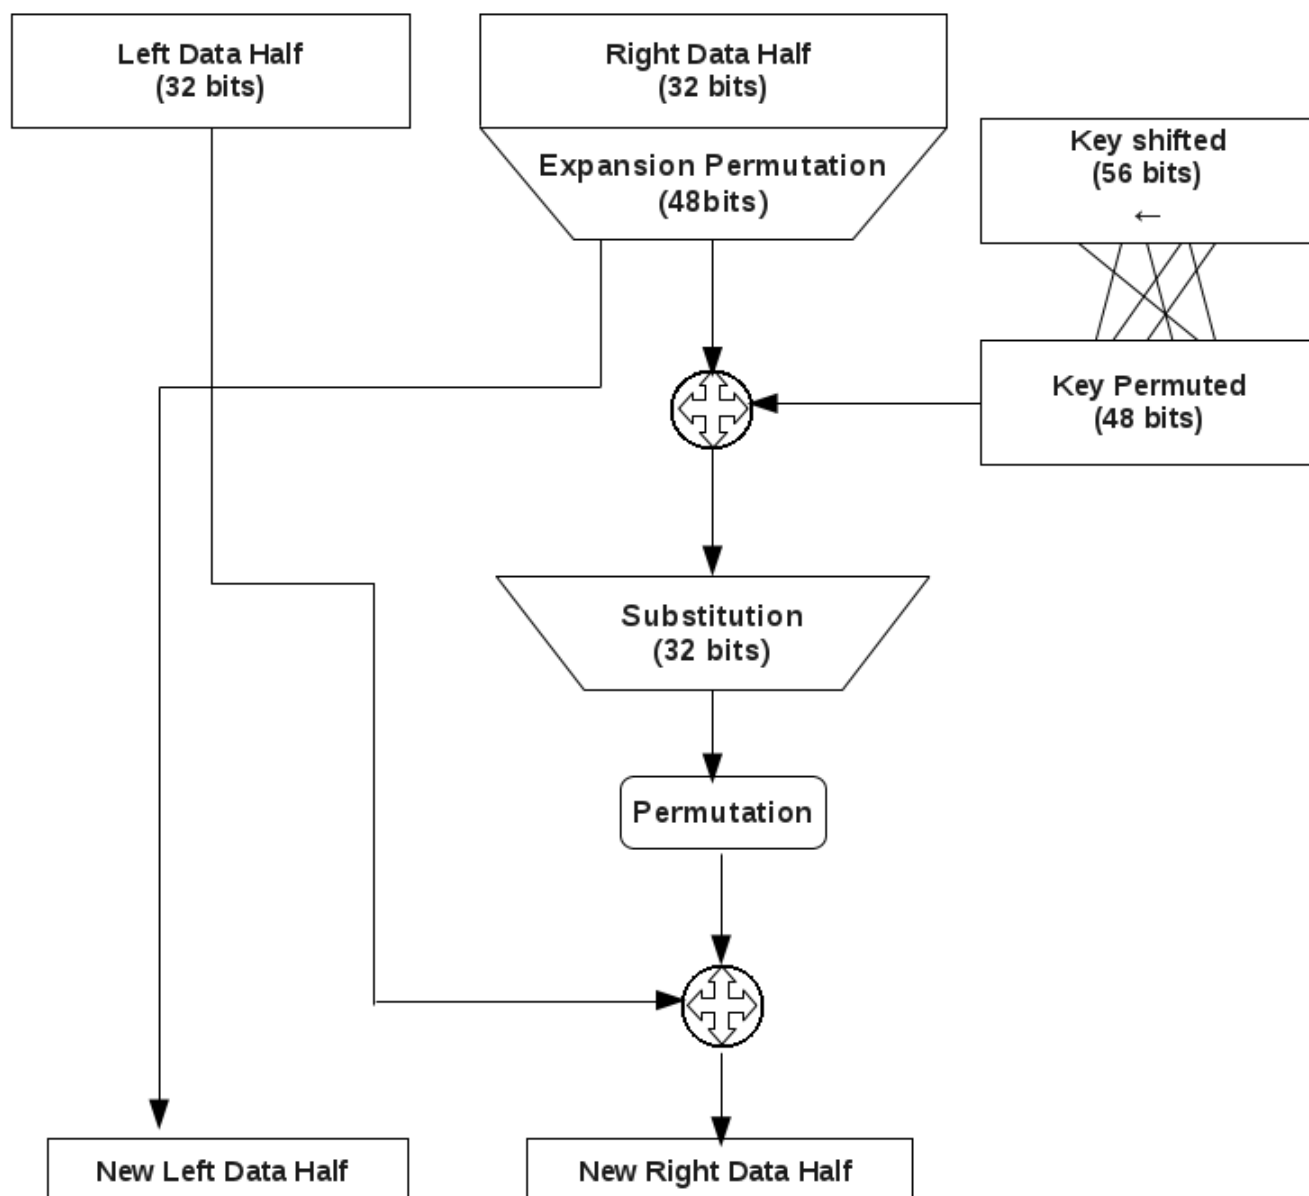 Left Data Half
(32 bits)
Right Data Half
(32 bits)
Expansion Permutation
(48bits)
Key shifted
(56 bits)
←
Key Permuted
(48 bits)
Substitution
(32 bits)
Permutation
New Left Data Half
New Right Data Half